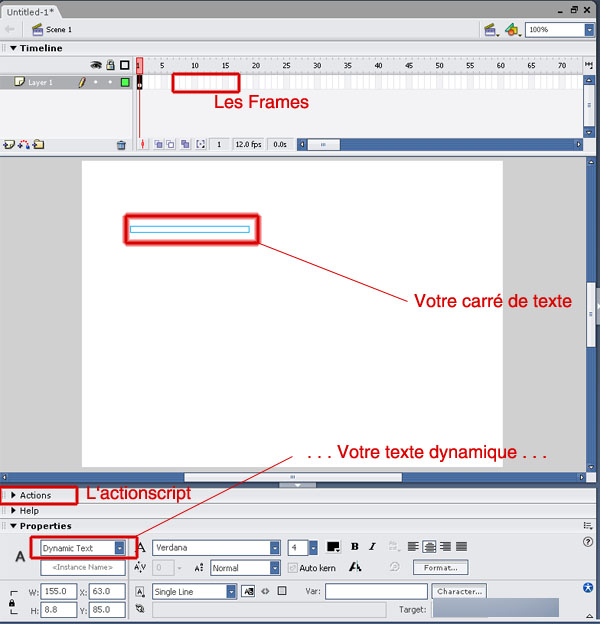 Untitled-1*
Scene 1
100%
Timeline
1 5 10 15 20 25 30 35 40 45 50 55 60 65 70
Layer 1
Les Frames
1 12.0 fps 0.0s
Votre carré de texte
. . . Votre texte dynamique . . .
Actions
L'actionscript
Help
Properties
A Dynamic Text A Verdana 4 B I
<Instance Name> A/V 0 Normal Auto kern Format...
W: 155.0 X: 63.0 Single Line Var: Character...
H: 8.8 Y: 85.0 Target: